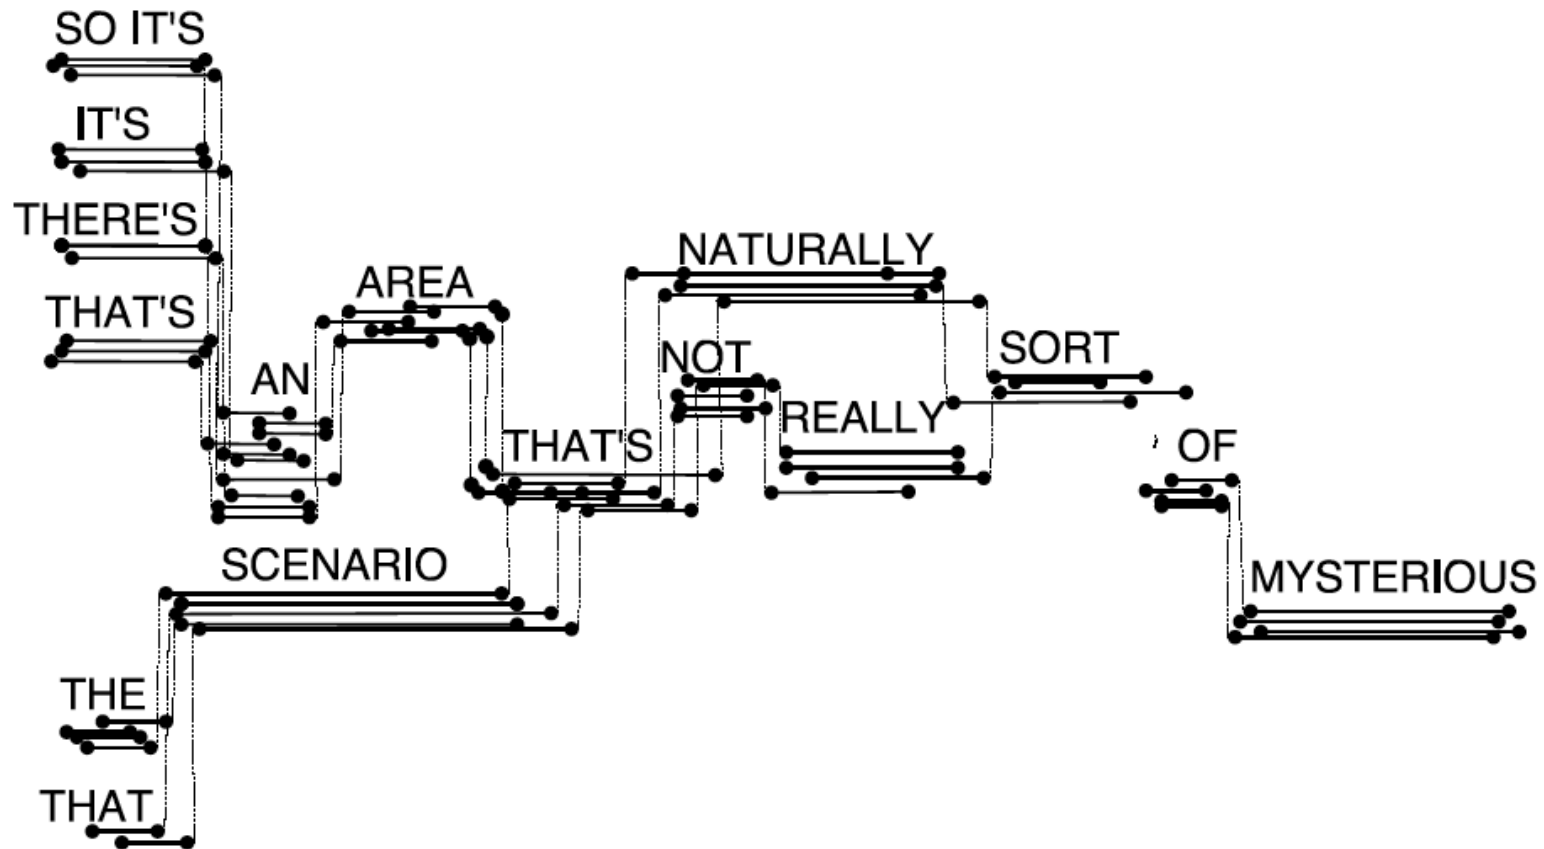 SO IT'S
IT'S
THERE'S
THAT'S
AN
AREA
SCENARIO
THE
THAT
THAT'S
NATURALLY
NOT
REALLY
SORT
OF
MYSTERIOUS